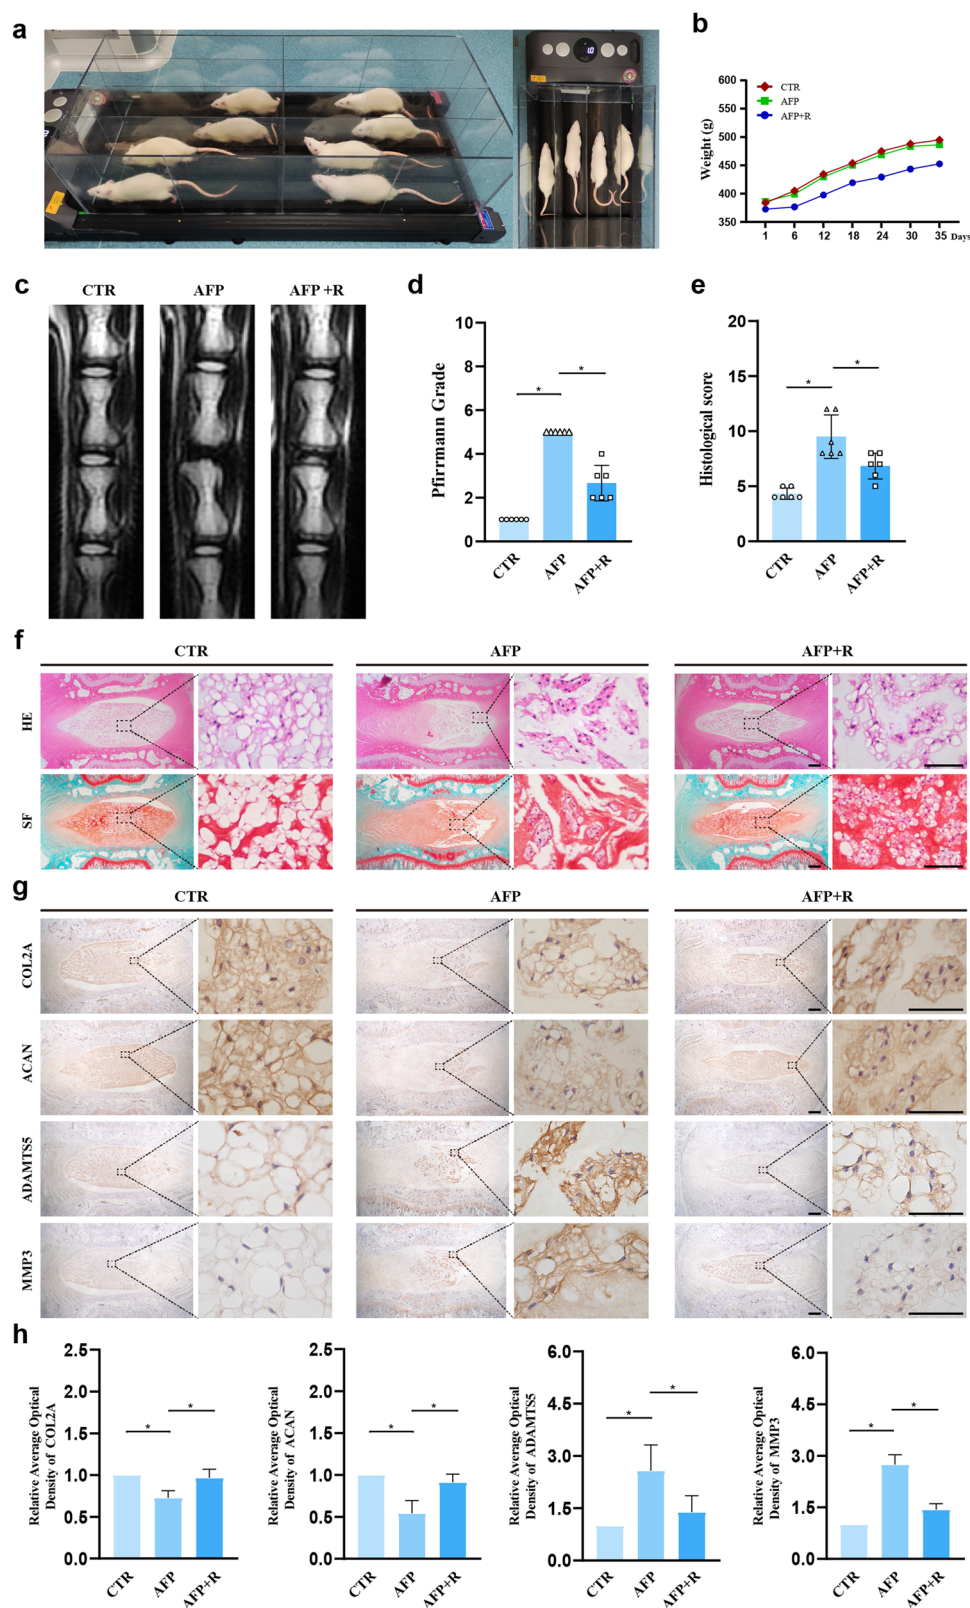 a
1.0
b
600
550
500
450
400
350
Weight (g)
CTR
AFP
AFP+R
1 6 12 18 24 30 35 Days
c
CTR AFP AFP +R
d
10
8
6
4
2
0
Pfirrmann Grade
* *
CTR AFP AFP+R
e
20
15
10
5
0
Histological score
* *
CTR AFP AFP+R
f
CTR AFP AFP+R
HE
SF
g
CTR AFP AFP+R
COL2A
ACAN
ADAMTS5
MMP3
h
Relative Average Optical
Density of COL2A
2.5
2.0
1.5
1.0
0.5
0.0
* *
CTR AFP AFP+R
Relative Average Optical
Density of ACAN
2.5
2.0
1.5
1.0
0.5
0.0
* *
CTR AFP AFP+R
Relative Average Optical
Density of ADAMTS5
6.0
4.5
3.0
1.5
0.0
* *
CTR AFP AFP+R
Relative Average Optical
Density of MMP3
6.0
4.5
3.0
1.5
0.0
* *
CTR AFP AFP+R